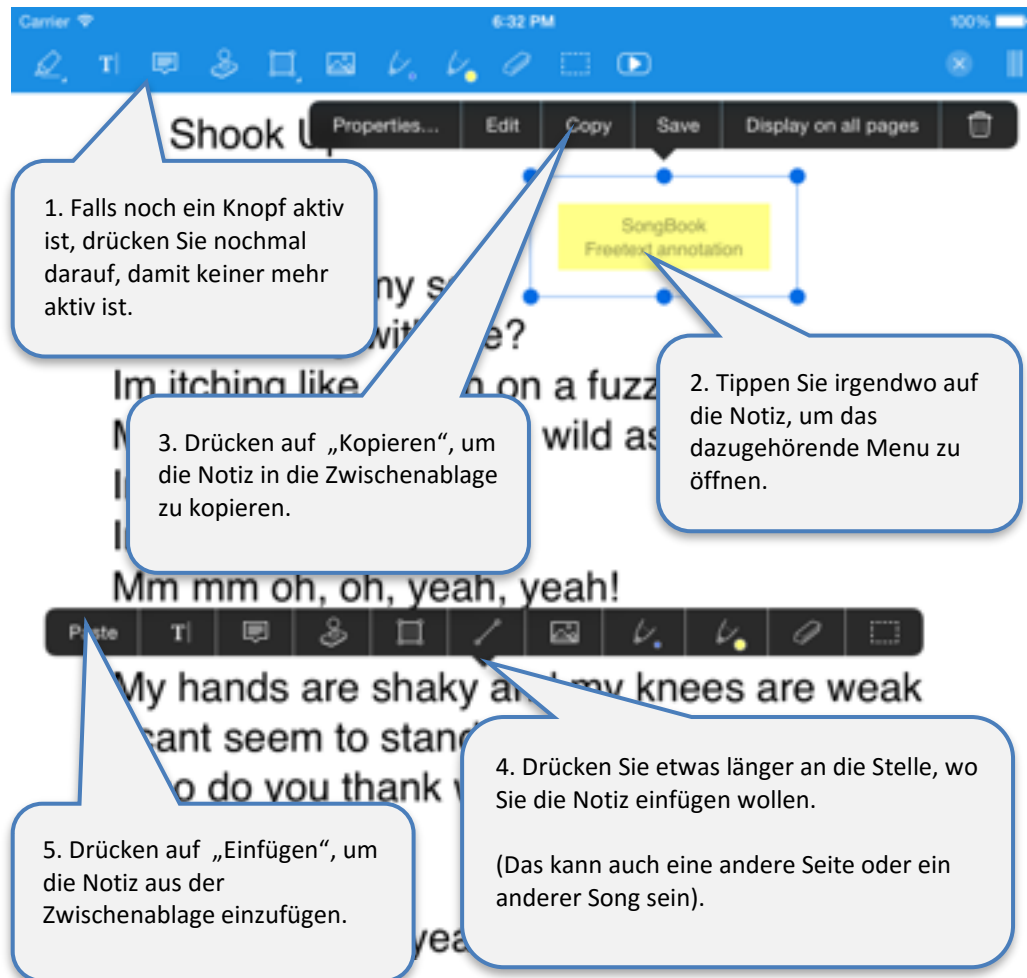 Carrier 6:32 PM 100%
T
Shook U
Properties... Edit Copy Save Display on all pages
1. Falls noch ein Knopf aktiv
ist, drücken Sie nochmal
darauf, damit keiner mehr
aktiv ist.
SongBook
Freetext annotation
my s
with e?
Im itching like n on a fuzz
2. Tippen Sie irgendwo auf
die Notiz, um das
dazugehörende Menu zu
öffnen.
wild as
3. Drücken auf „Kopieren“, um
die Notiz in die Zwischenablage
zu kopieren.
Mm mm oh, oh, yeah, yeah!
Paste T
My hands are shaky and my knees are weak
cant seem to stand
o do you thank
4. Drücken Sie etwas länger an die Stelle, wo
Sie die Notiz einfügen wollen.
(Das kann auch eine andere Seite oder ein
anderer Song sein).
5. Drücken auf „Einfügen“, um
die Notiz aus der
Zwischenablage einzufügen.
yea